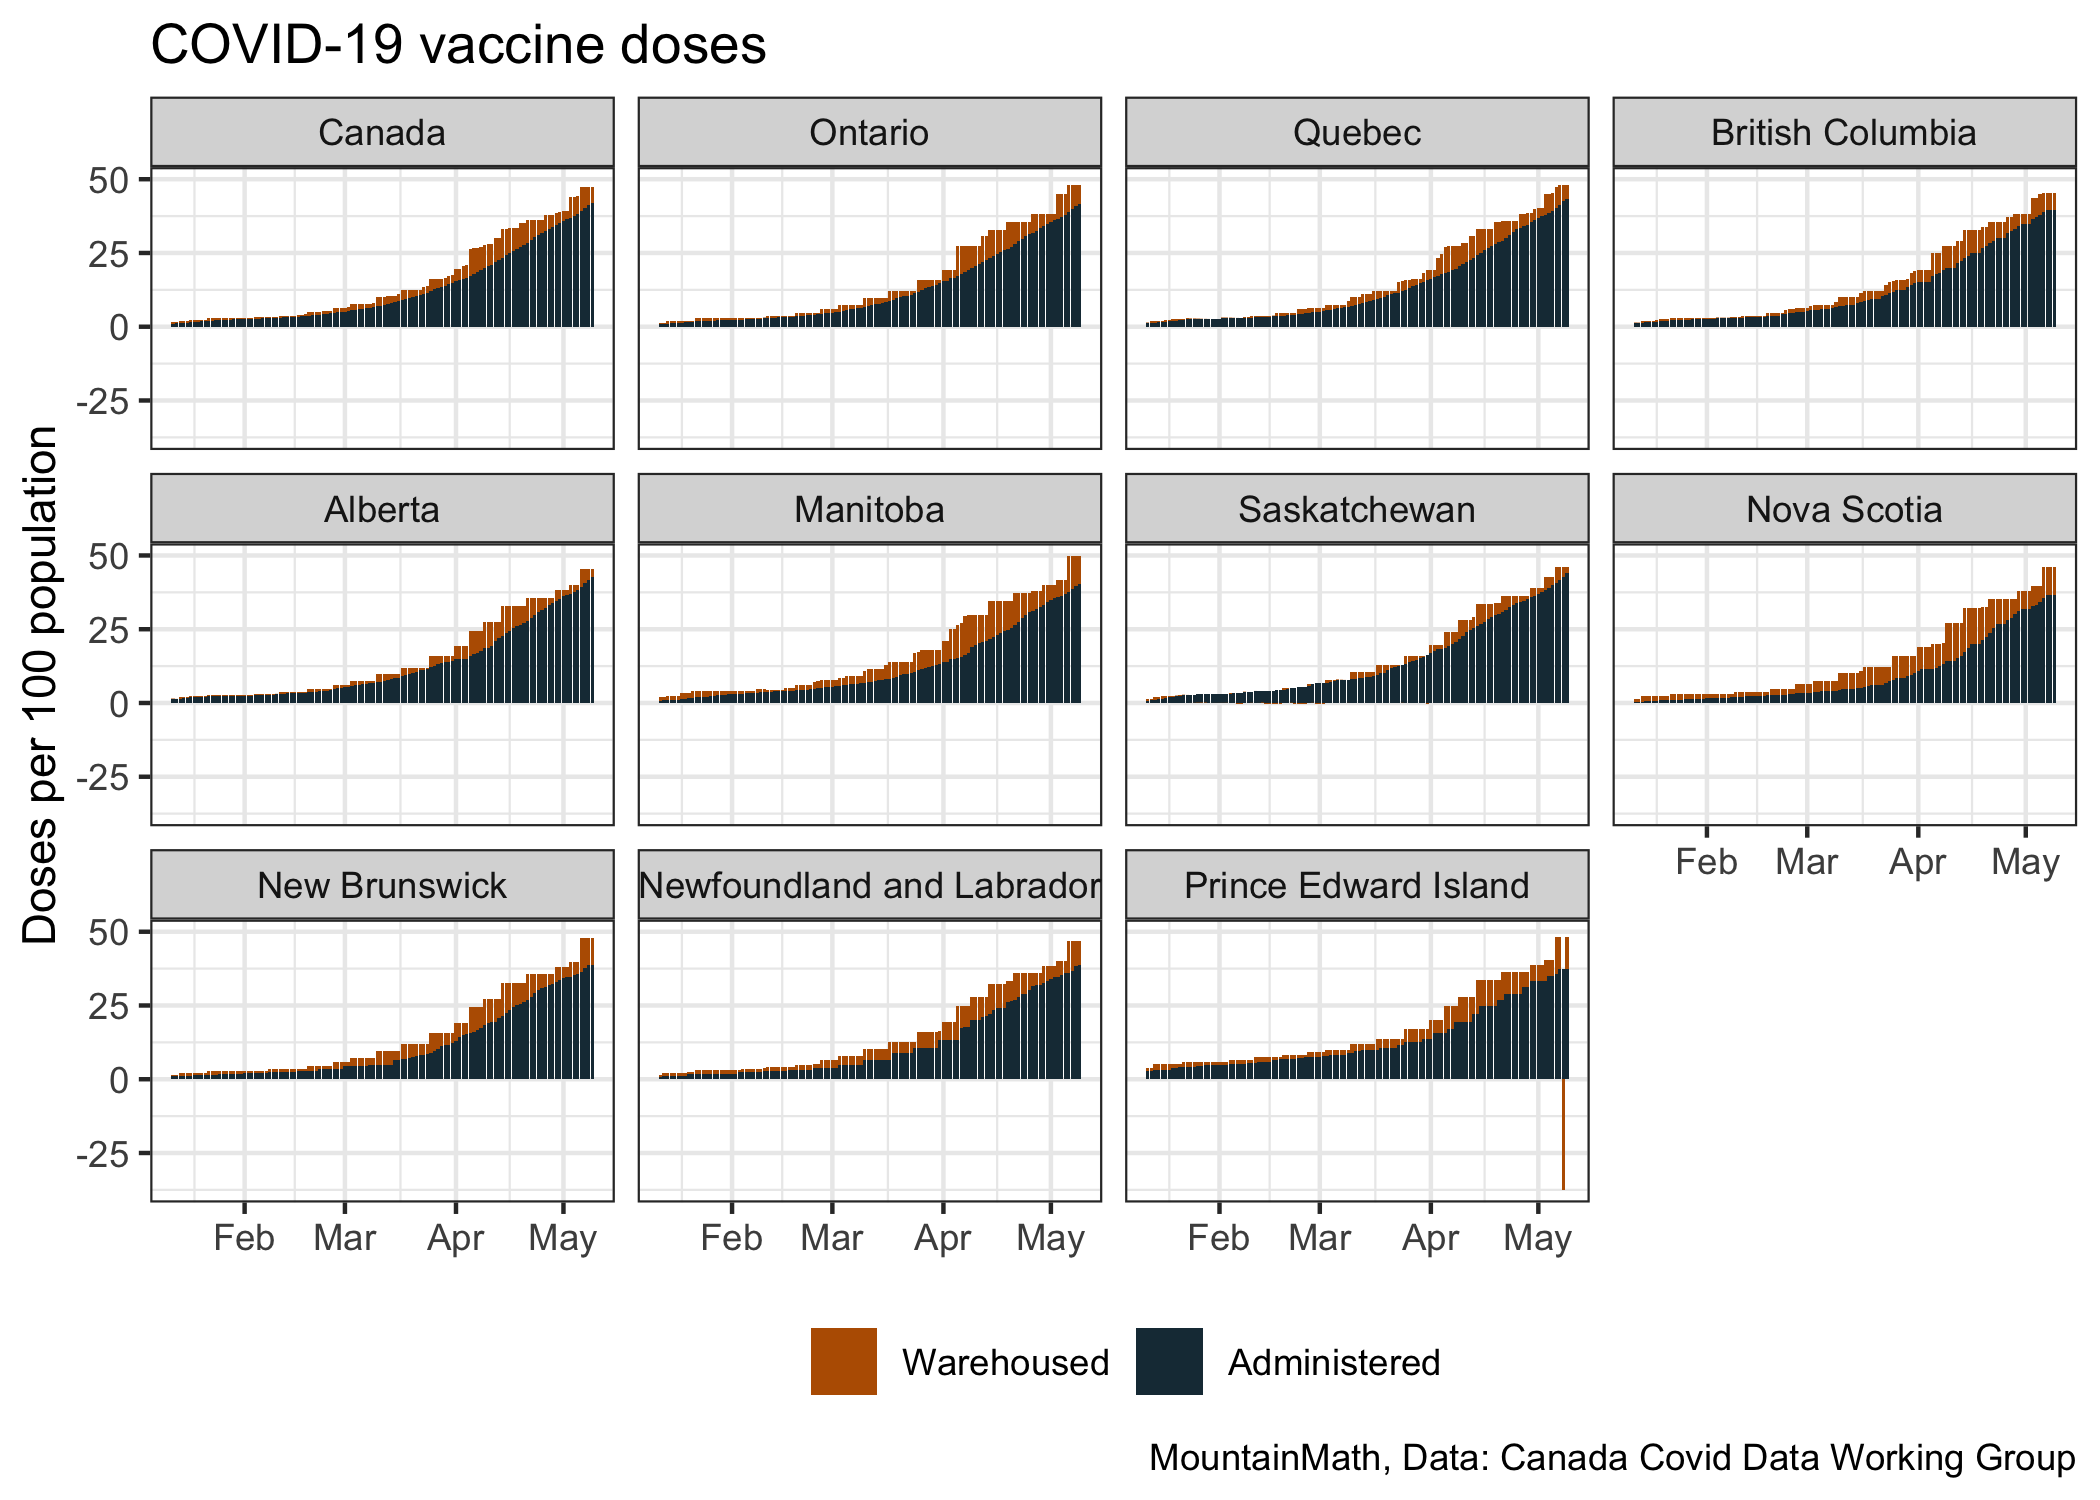 COVID-19 vaccine doses
Canada
Ontario
Quebec
British Columbia
50
25
0
-25
Alberta
Manitoba
Saskatchewan
Nova Scotia
50
25
0
-25
Feb Mar Apr May
New Brunswick
Newfoundland and Labrador
Prince Edward Island
50
25
0
-25
Feb Mar Apr May
Feb Mar Apr May
Feb Mar Apr May
Doses per 100 population
Warehoused
Administered
MountainMath, Data: Canada Covid Data Working Group